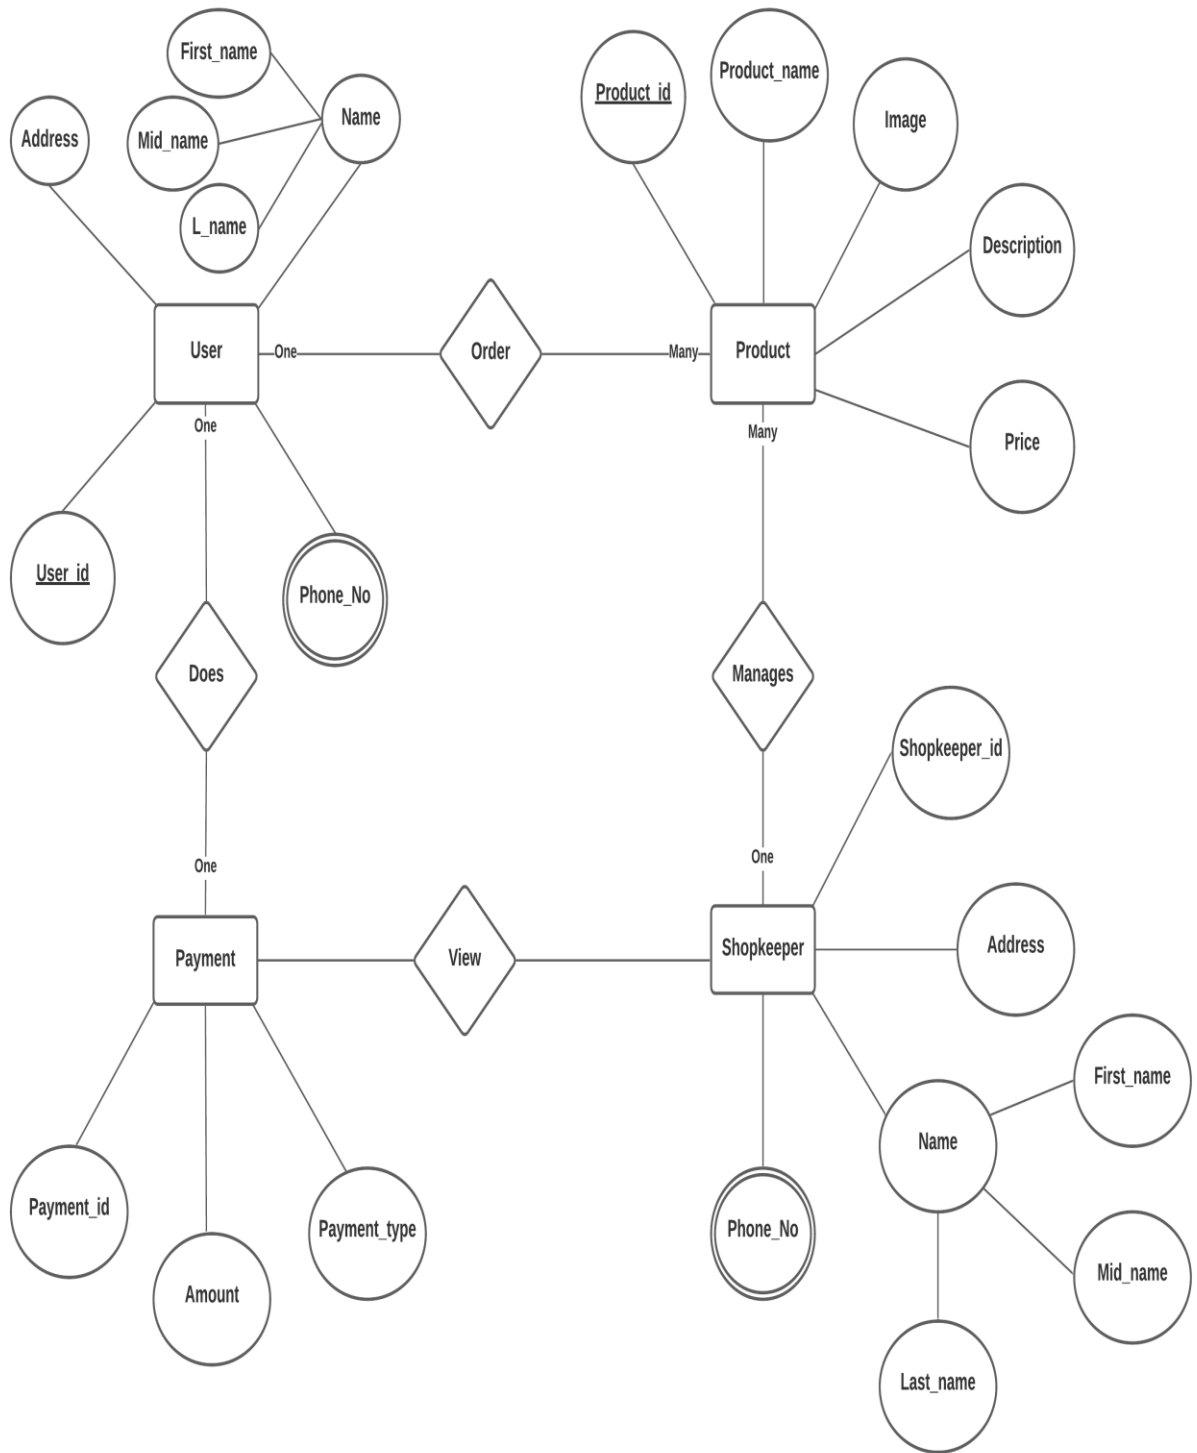 First_name
Name
Mid_name
Address
L_name
Product_id
Product_name
Image
Description
User
One
Order
Many
Product
One
Many
Price
User_id
Phone_No
Does
Manages
Shopkeeper_id
One
One
Payment
View
Shopkeeper
Address
First_name
Name
Payment_id
Payment_type
Phone_No
Mid_name
Amount
Last_name